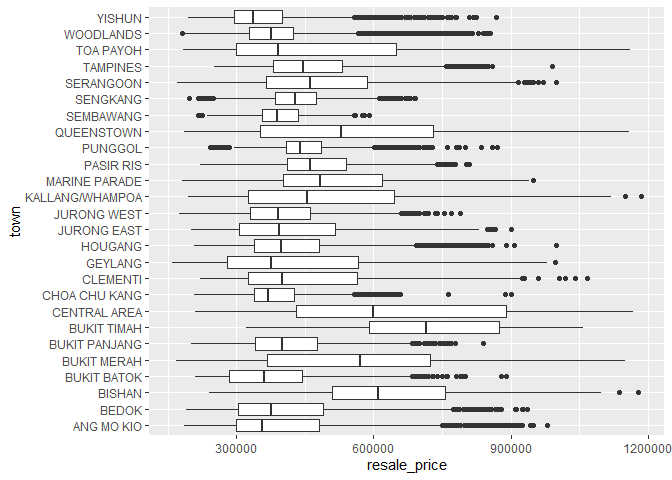 YISHUN
WOODLANDS
TOA PAYOH
TAMPINES
SERANGOON
SENGKANG
SEMBAWANG
QUEENSTOWN
PUNGGOL
PASIR RIS
MARINE PARADE
KALLANG/WHAMPOA
JURONG WEST
JURONG EAST
HOUGANG
GEYLANG
CLEMENTI
CHOA CHU KANG
CENTRAL AREA
BUKIT TIMAH
BUKIT PANJANG
BUKIT MERAH
BUKIT BATOK
BISHAN
BEDOK
ANG MO KIO
town
300000 600000 900000 1200000
resale_price